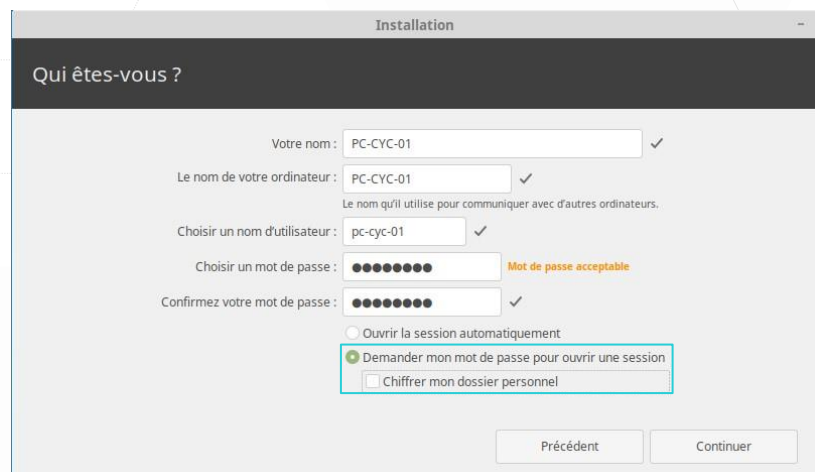 Installation
Qui êtes-vous ?
Votre nom : PC-CYC-01
Le nom de votre ordinateur : PC-CYC-01
Le nom qu'il utilise pour communiquer avec d'autres ordinateurs.
Choisir un nom d'utilisateur : pc-cyc-01
Choisir un mot de passe : ●●●●●●●● Mot de passe acceptable
Confirmez votre mot de passe : ●●●●●●●●
Ouvrir la session automatiquement
Demander mon mot de passe pour ouvrir une session
Chiffrer mon dossier personnel
Précédent Continuer